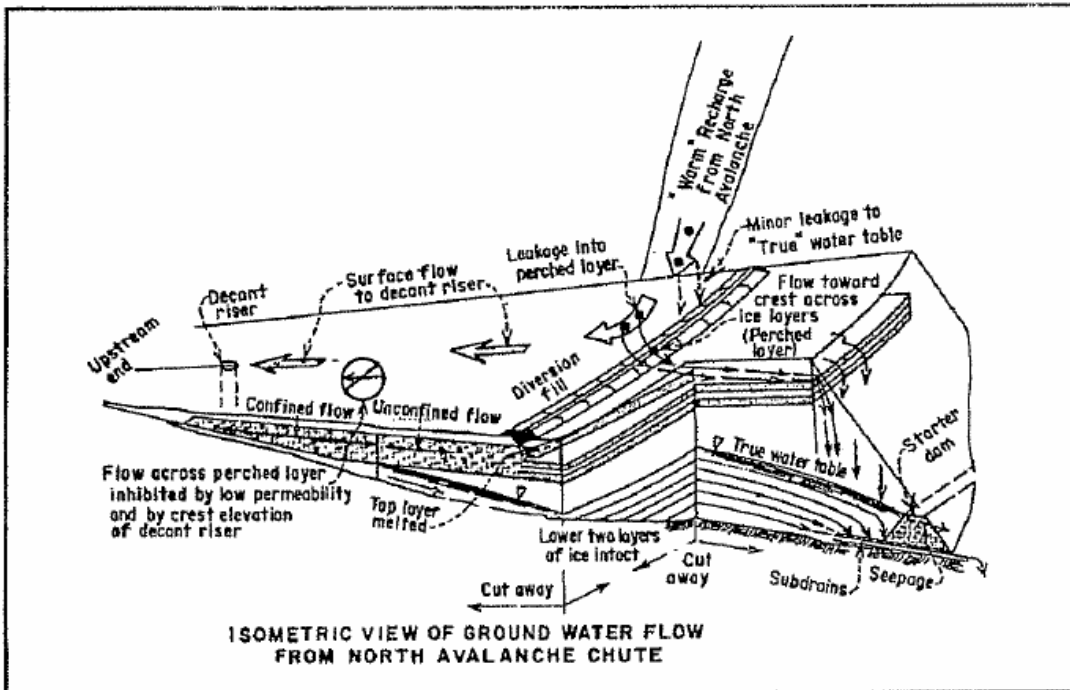 "Warm" Recharge
from North
Avalanche
Minor leakage to
"True" water table
Leakage into
perched layer
Flow toward
crest across
ice layers
(Perched
layer)
Surface flow
to decant riser
Decant
riser
Upstream
end
Diversion
fill
Confined flow
Unconfined flow
Starter
dam
True water table
Flow across perched layer
inhibited by low permeability
and by crest elevation
of decant riser
Top layer
melted
Lower two layers
of ice intact
Cut
away
Subdrains
Seepage
Cut away
ISOMETRIC VIEW OF GROUND WATER FLOW
FROM NORTH AVALANCHE CHUTE